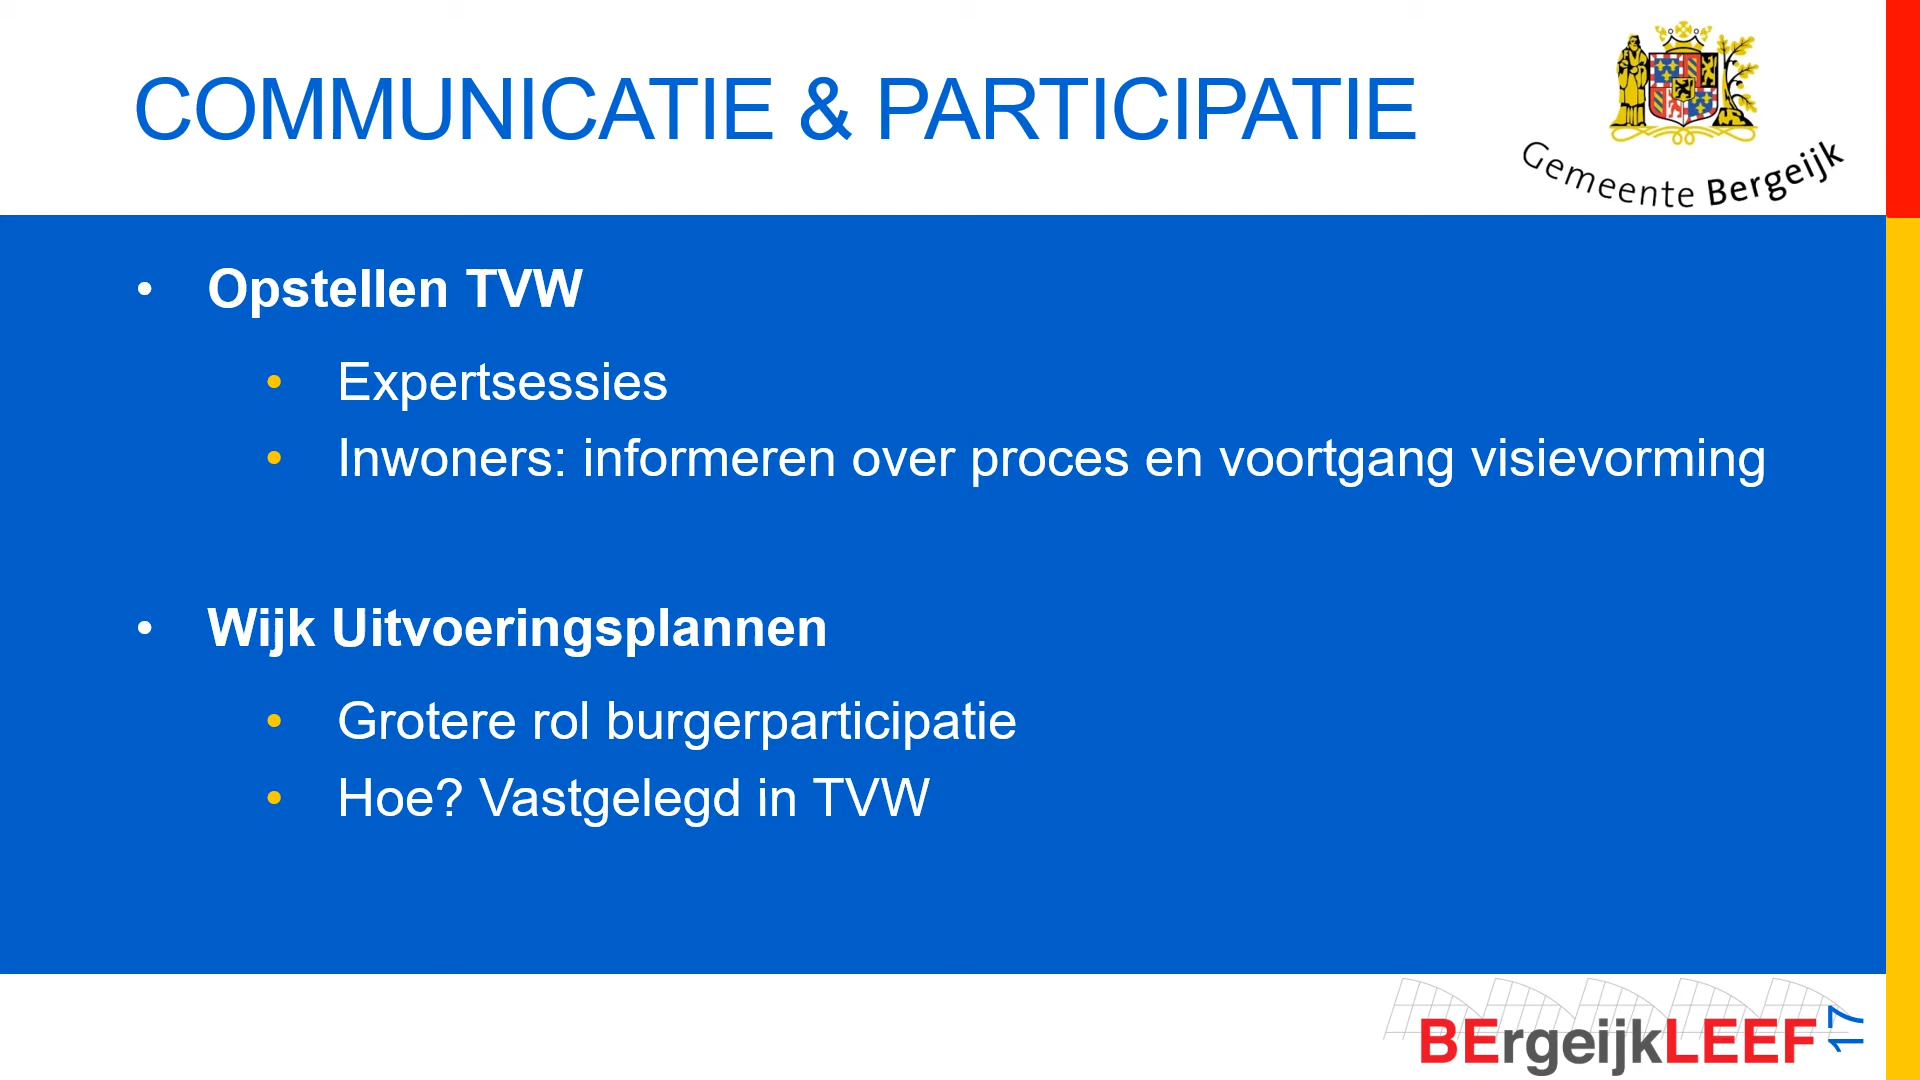 COMMUNICATIE & PARTICIPATIE
Gemeente Bergeijk
• Opstellen TVW
• Expertsessies
• Inwoners: informeren over proces en voortgang visievorming
• Wijk Uitvoeringsplannen
• Grotere rol burgerparticipatie
• Hoe? Vastgelegd in TVW
BErgeijkLEEF
17